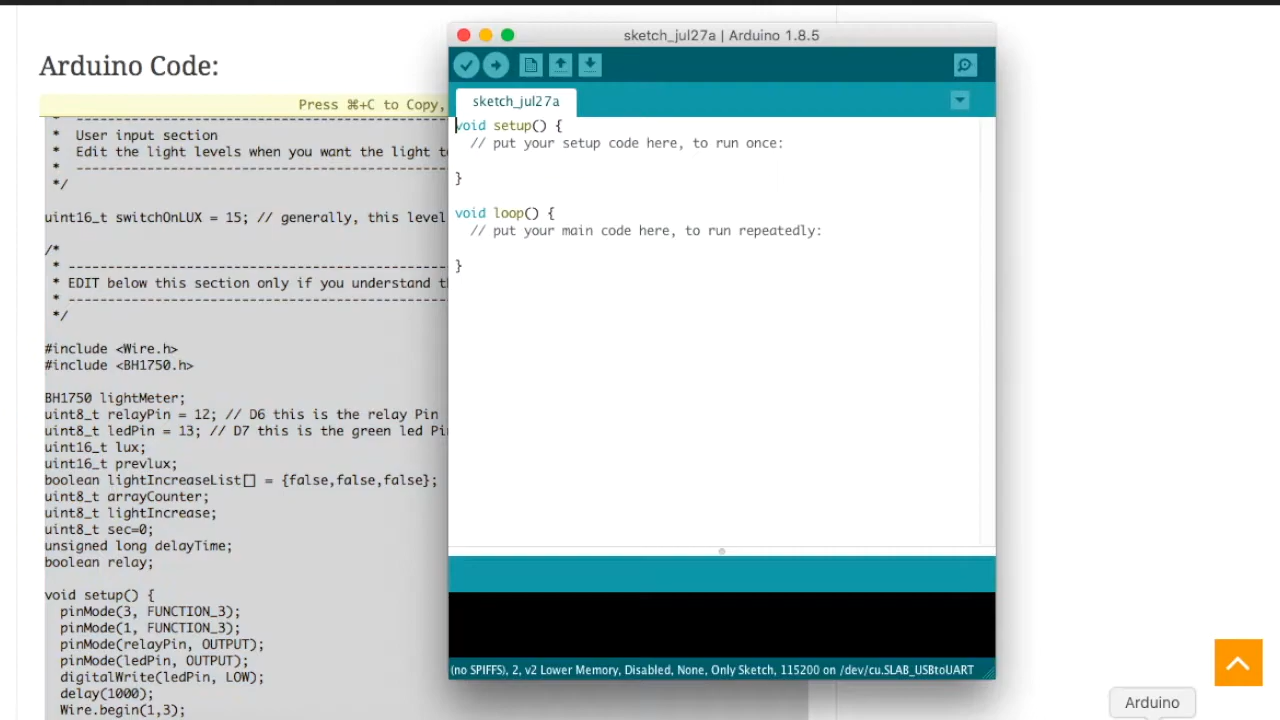 Arduino Code:
Press ⌘+C to Copy,
* ------------------------------------------------
*  User input section
*  Edit the light levels when you want the light t
*  ------------------------------------------------
*/
uint16_t switchOnLUX = 15; // generally, this level
/*
* ------------------------------------------------
* EDIT below this section only if you understand t
* ------------------------------------------------
*/
#include <Wire.h>
#include <BH1750.h>
BH1750 lightMeter;
uint8_t relayPin = 12; // D6 this is the relay Pin
uint8_t ledPin = 13; // D7 this is the green led Pi
uint16_t lux;
uint16_t prevlux;
boolean lightIncreaseList[] = {false,false,false};
uint8_t arrayCounter;
uint8_t lightIncrease;
uint8_t sec=0;
unsigned long delayTime;
boolean relay;
void setup() {
pinMode(3, FUNCTION_3);
pinMode(1, FUNCTION_3);
pinMode(relayPin, OUTPUT);
pinMode(ledPin, OUTPUT);
digitalWrite(ledPin, LOW);
delay(1000);
Wire.begin(1,3);
sketch_jul27a | Arduino 1.8.5
sketch_jul27a
void setup() {
// put your setup code here, to run once:
}
void loop() {
// put your main code here, to run repeatedly:
}
(no SPIFFS), 2, v2 Lower Memory, Disabled, None, Only Sketch, 115200 on /dev/cu.SLAB_USBtoUART
Arduino